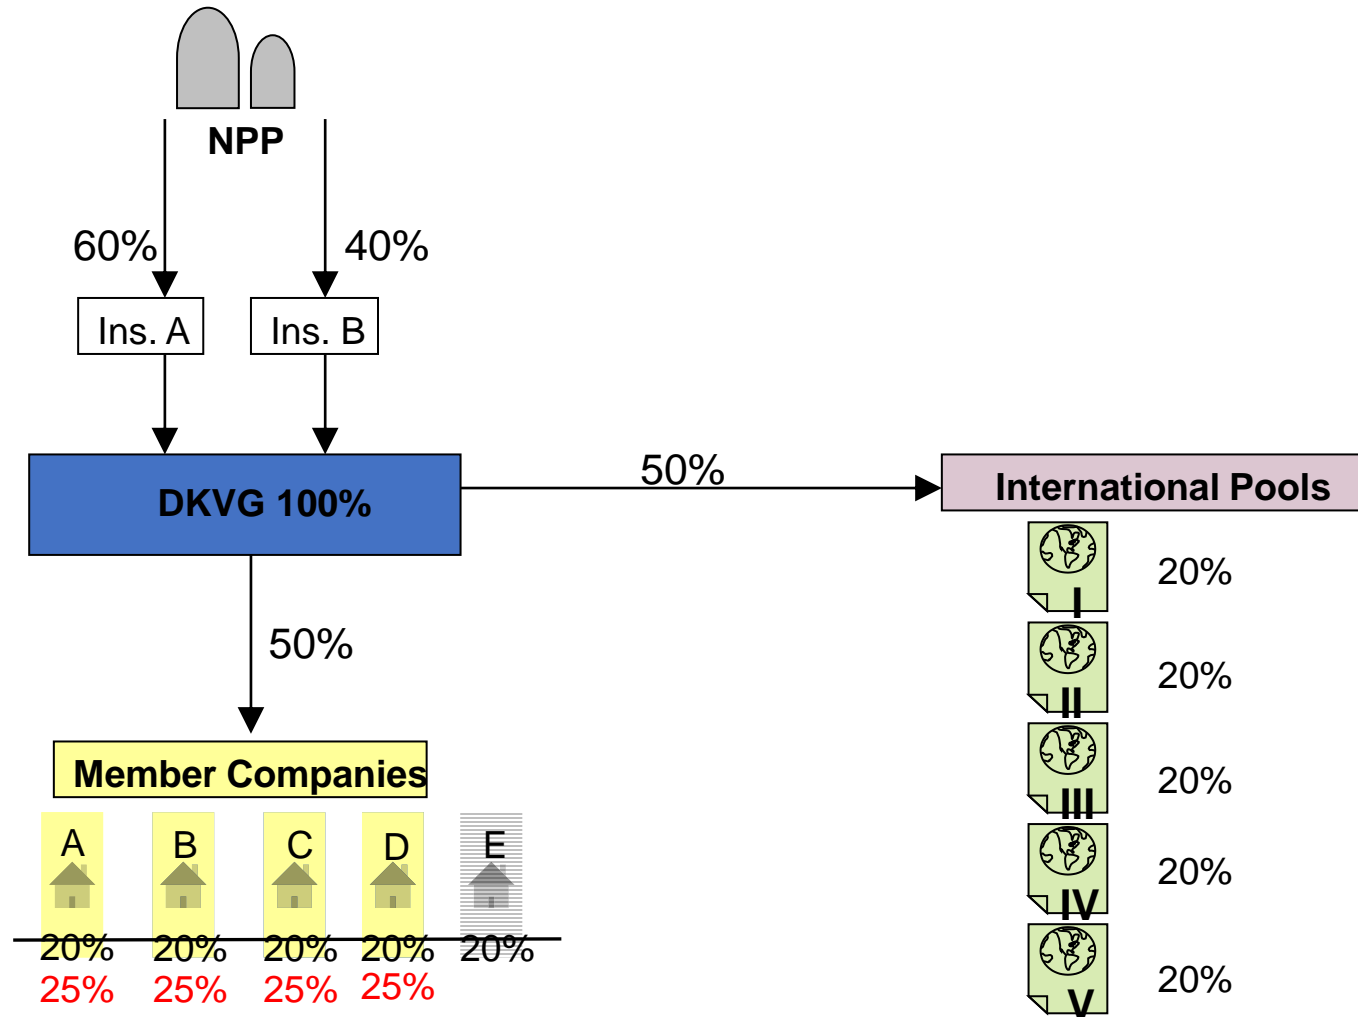 NPP
60%
40%
Ins. A
Ins. B
DKVG 100%
50%
International Pools
I
20%
II
20%
III
20%
IV
20%
V
20%
50%
Member Companies
A B C D E
20% 20% 20% 20% 20%
25% 25% 25% 25%